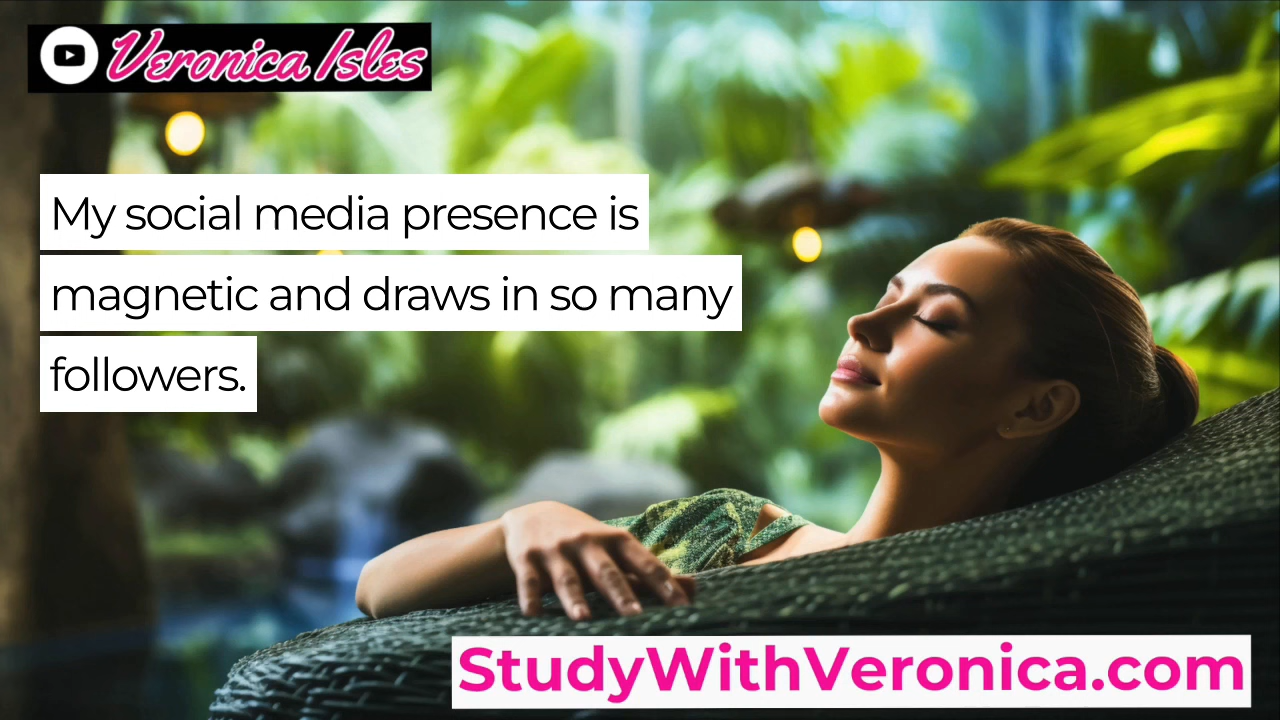 Veronica Isles
My social media presence is
magnetic and draws in so many
followers.
StudyWithVeronica.com